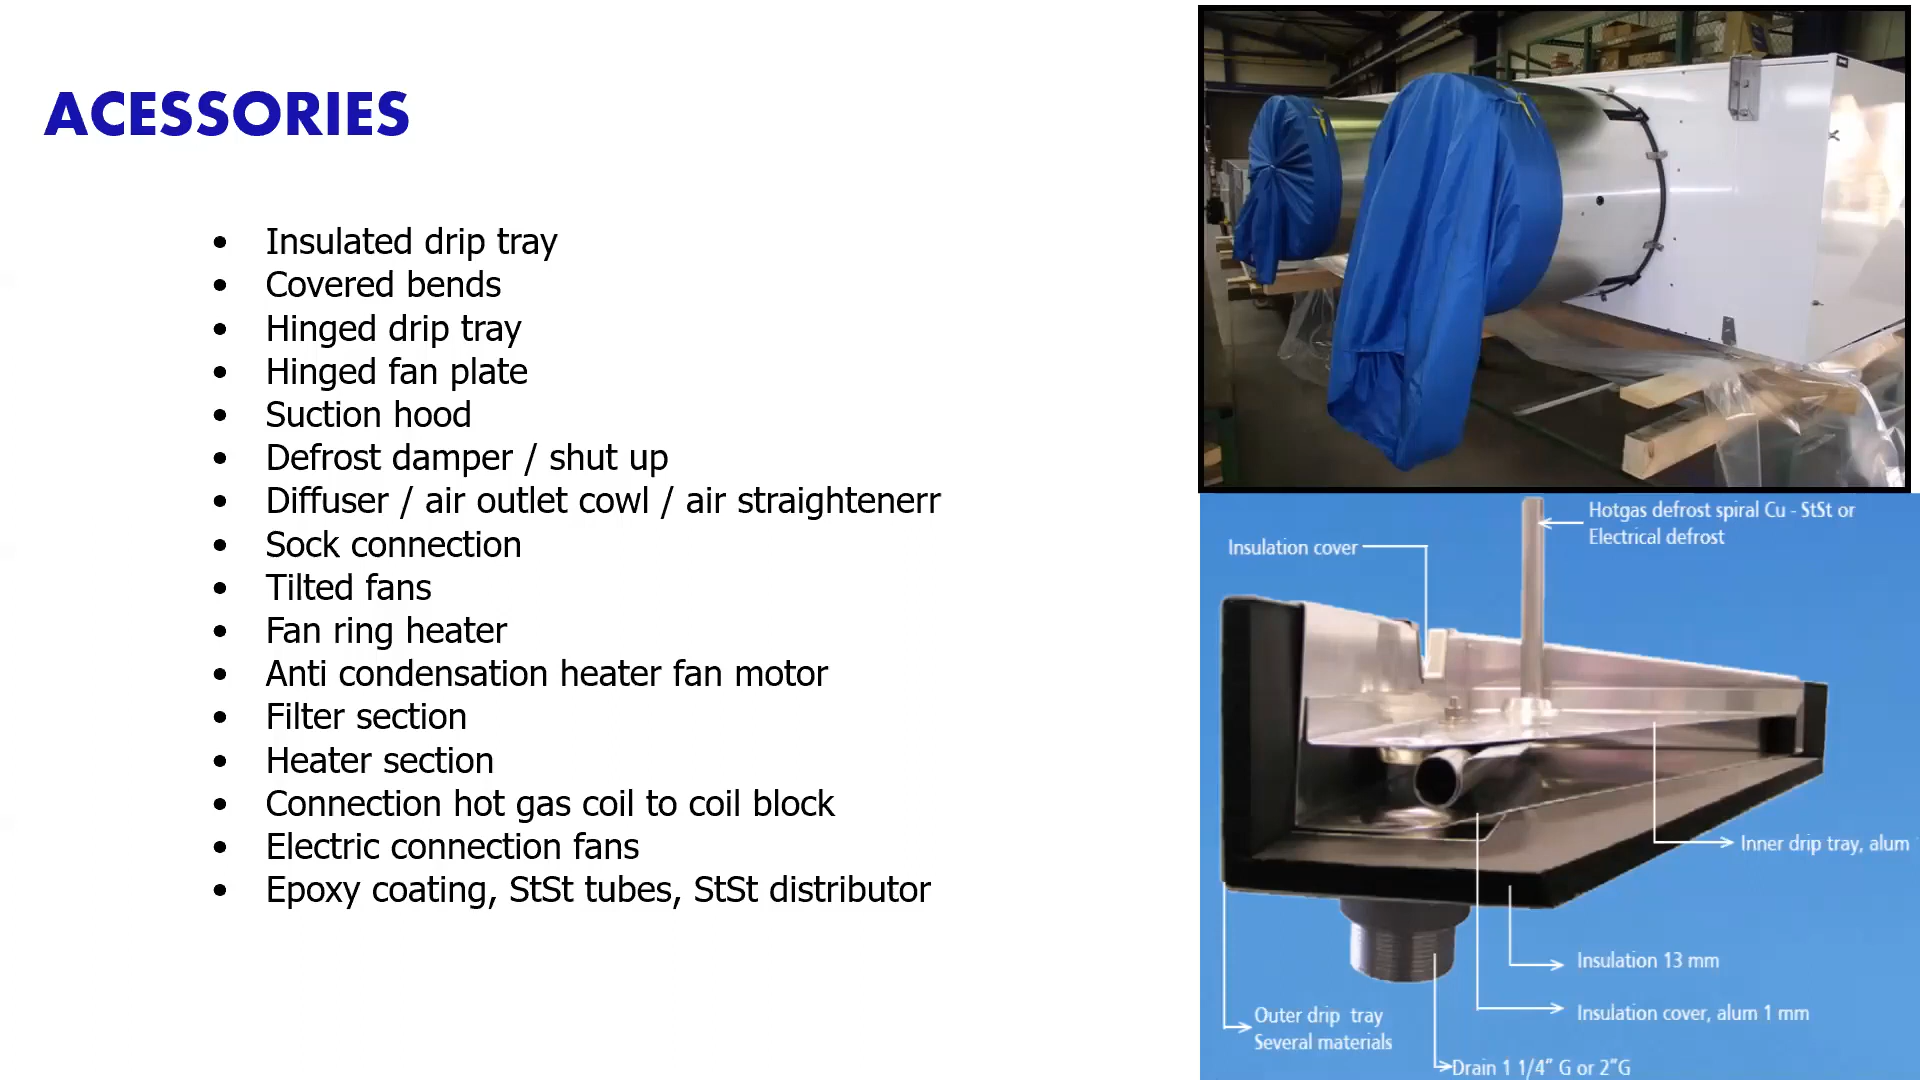 ACESSORIES
• Insulated drip tray
• Covered bends
• Hinged drip tray
• Hinged fan plate
• Suction hood
• Defrost damper / shut up
• Diffuser / air outlet cowl / air straightenerr
• Sock connection
• Tilted fans
• Fan ring heater
• Anti condensation heater fan motor
• Filter section
• Heater section
• Connection hot gas coil to coil block
• Electric connection fans
• Epoxy coating, StSt tubes, StSt distributor
Hotgas defrost spiral Cu - StSt or
Electrical defrost
Insulation cover
Inner drip tray, alum
Insulation 13 mm
Insulation cover, alum 1 mm
Outer drip tray
Several materials
Drain 1 1/4” G or 2”G